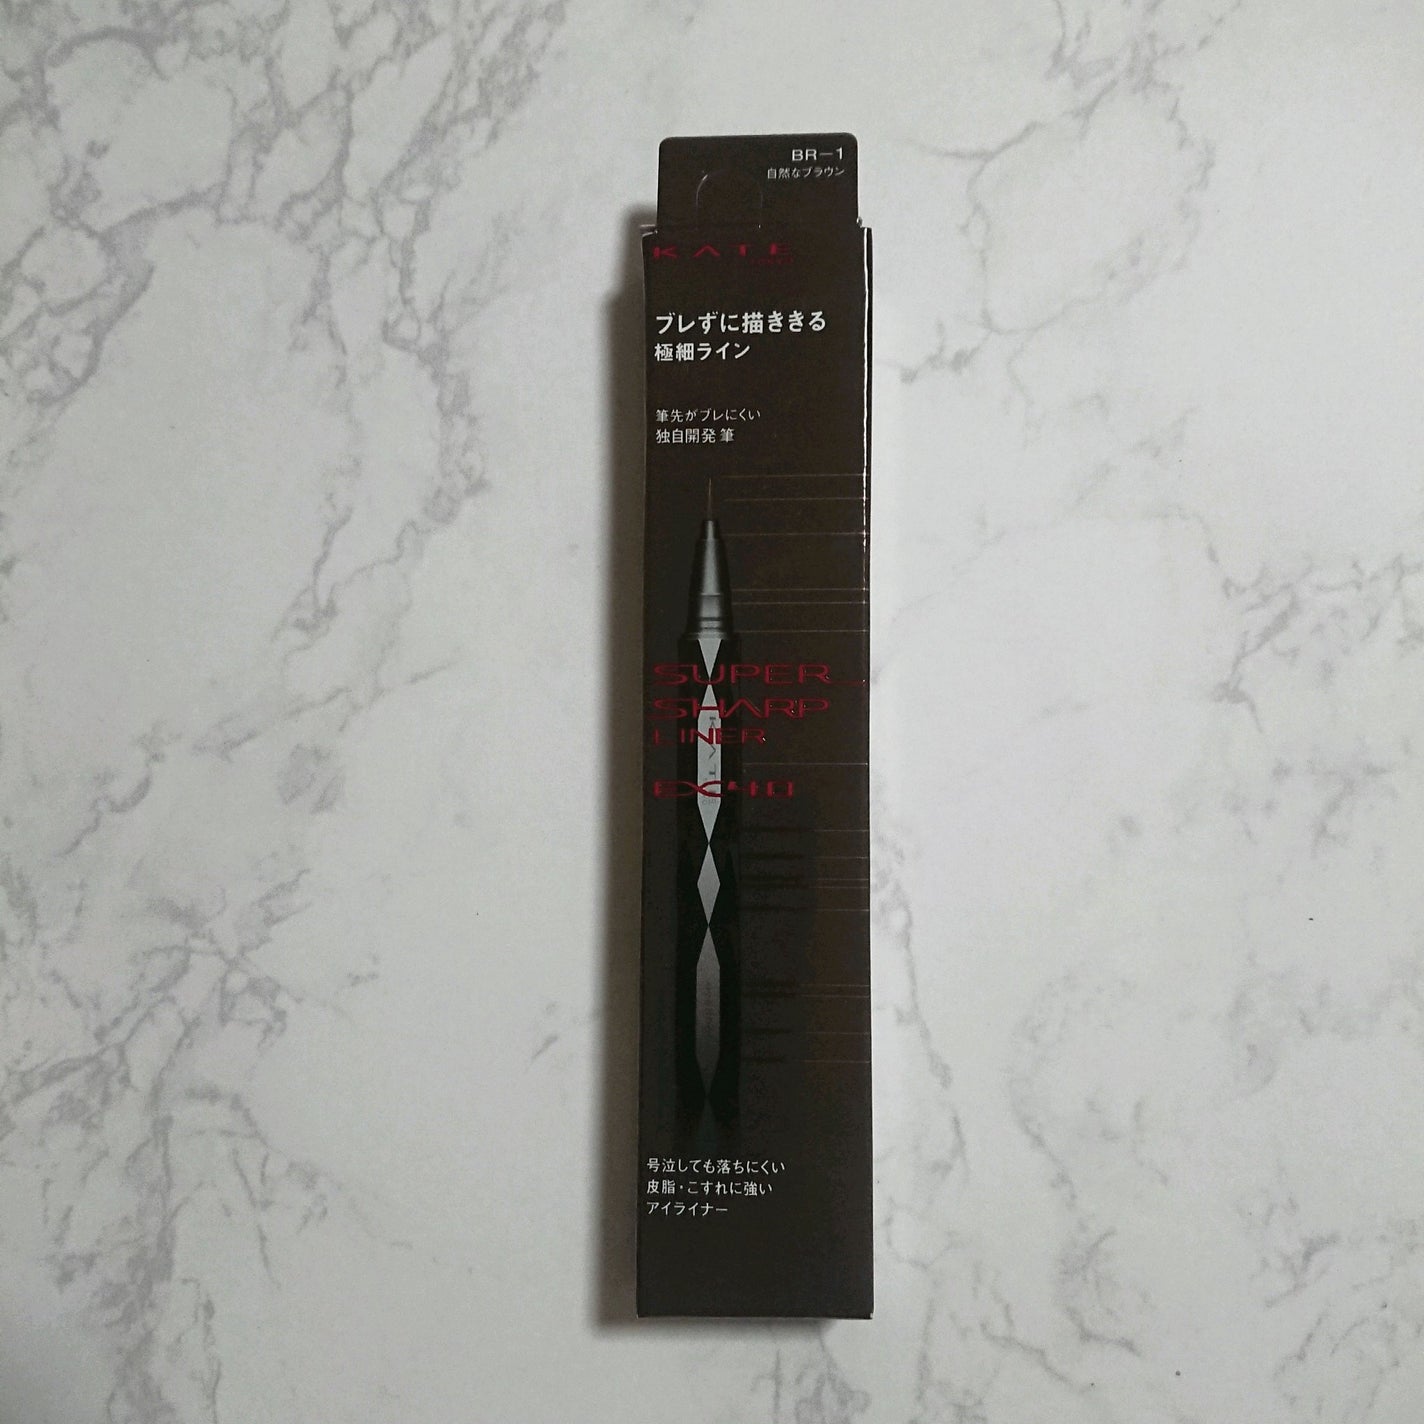 BR-1
自然なブラウン
KATE
ブレずに描ききる
極細ライン
筆先がブレにくい
独自開発 筆
SUPER
SHARP
LINER
EX4.0
号泣しても落ちにくい
皮脂・こすれに強い
アイライナー